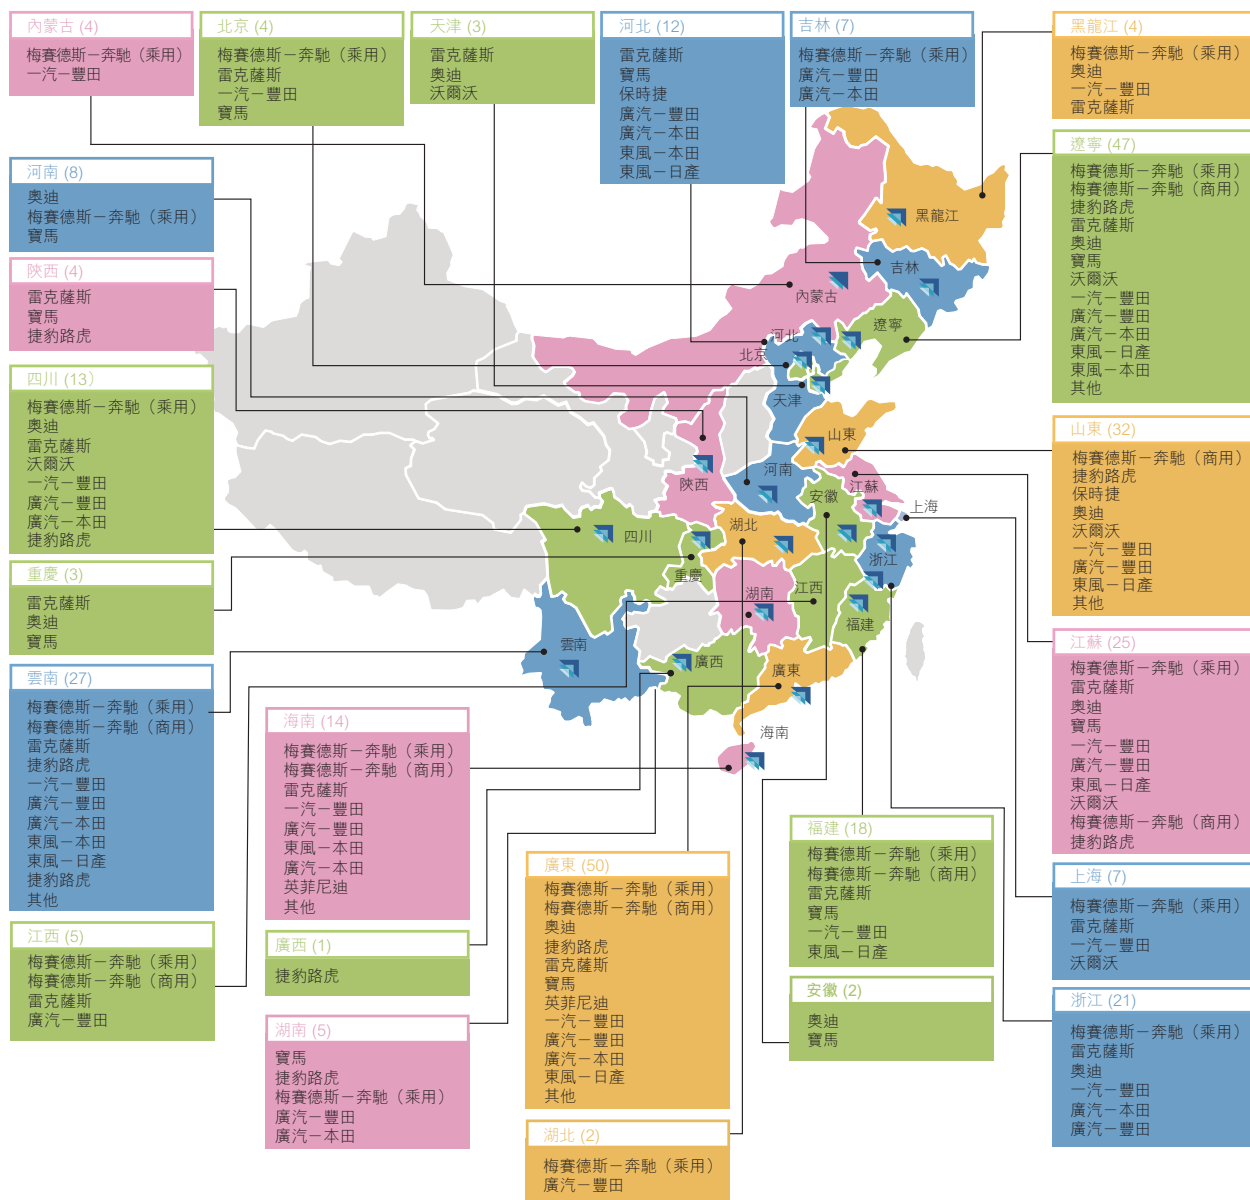 內蒙古 (4)
梅賽德斯－奔馳（乘用）
一汽－豐田
北京 (4)
梅賽德斯－奔馳（乘用）
雷克薩斯
一汽－豐田
寶馬
天津 (3)
雷克薩斯
奧迪
沃爾沃
河北 (12)
雷克薩斯
寶馬
保時捷
廣汽－豐田
廣汽－本田
東風－本田
東風－日產
吉林 (7)
梅賽德斯－奔馳（乘用）
廣汽－豐田
廣汽－本田
黑龍江 (4)
梅賽德斯－奔馳（乘用）
奧迪
一汽－豐田
雷克薩斯
遼寧 (47)
梅賽德斯－奔馳（乘用）
梅賽德斯－奔馳（商用）
捷豹路虎
雷克薩斯
奧迪
寶馬
沃爾沃
一汽－豐田
廣汽－豐田
廣汽－本田
東風－日產
東風－本田
其他
河南 (8)
奧迪
梅賽德斯－奔馳（乘用）
寶馬
陝西 (4)
雷克薩斯
寶馬
捷豹路虎
四川 (13）
梅賽德斯－奔馳（乘用）
奧迪
雷克薩斯
沃爾沃
一汽－豐田
廣汽－豐田
廣汽－本田
捷豹路虎
重慶 (3)
雷克薩斯
奧迪
寶馬
雲南 (27)
梅賽德斯－奔馳（乘用）
梅賽德斯－奔馳（商用）
雷克薩斯
捷豹路虎
一汽－豐田
廣汽－豐田
廣汽－本田
東風－本田
東風－日產
捷豹路虎
其他
江西 (5)
梅賽德斯－奔馳（乘用）
梅賽德斯－奔馳（商用）
雷克薩斯
廣汽－豐田
黑龍江
吉林
內蒙古
遼寧
河北
北京
天津
山東
河南
陝西
江蘇
安徽
上海
湖北
四川
重慶
浙江
湖南
江西
福建
雲南
廣西
廣東
海南
山東 (32)
梅賽德斯－奔馳（商用）
捷豹路虎
保時捷
奧迪
沃爾沃
一汽－豐田
廣汽－豐田
東風－日產
其他
江蘇 (25)
梅賽德斯－奔馳（乘用）
雷克薩斯
奧迪
寶馬
一汽－豐田
廣汽－豐田
東風－日產
沃爾沃
梅賽德斯－奔馳（商用）
捷豹路虎
海南 (14)
梅賽德斯－奔馳（乘用）
梅賽德斯－奔馳（商用）
雷克薩斯
一汽－豐田
廣汽－豐田
東風－本田
廣汽－本田
英菲尼迪
其他
廣西 (1)
捷豹路虎
湖南 (5)
寶馬
捷豹路虎
梅賽德斯－奔馳（乘用）
廣汽－豐田
廣汽－本田
廣東 (50)
梅賽德斯－奔馳（乘用）
梅賽德斯－奔馳（商用）
奧迪
捷豹路虎
雷克薩斯
寶馬
英菲尼迪
一汽－豐田
廣汽－豐田
廣汽－本田
東風－日產
其他
湖北 (2)
梅賽德斯－奔馳（乘用）
廣汽－豐田
福建 (18)
梅賽德斯－奔馳（乘用）
梅賽德斯－奔馳（商用）
雷克薩斯
寶馬
一汽－豐田
東風－日產
安徽 (2)
奧迪
寶馬
上海 (7)
梅賽德斯－奔馳（乘用）
雷克薩斯
一汽－豐田
沃爾沃
浙江 (21)
梅賽德斯－奔馳（乘用）
雷克薩斯
奧迪
一汽－豐田
廣汽－本田
廣汽－豐田